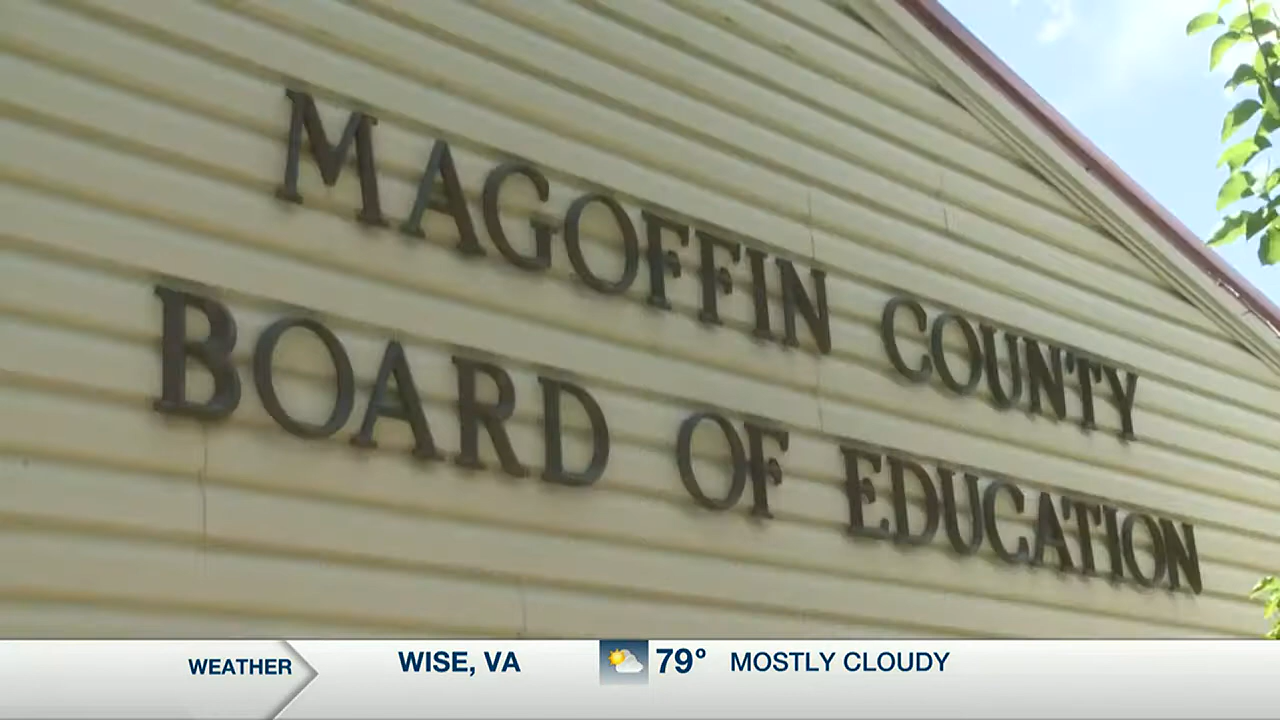 MAGOFFIN COUNTY
BOARD OF EDUCATION
WEATHER WISE, VA 79° MOSTLY CLOUDY